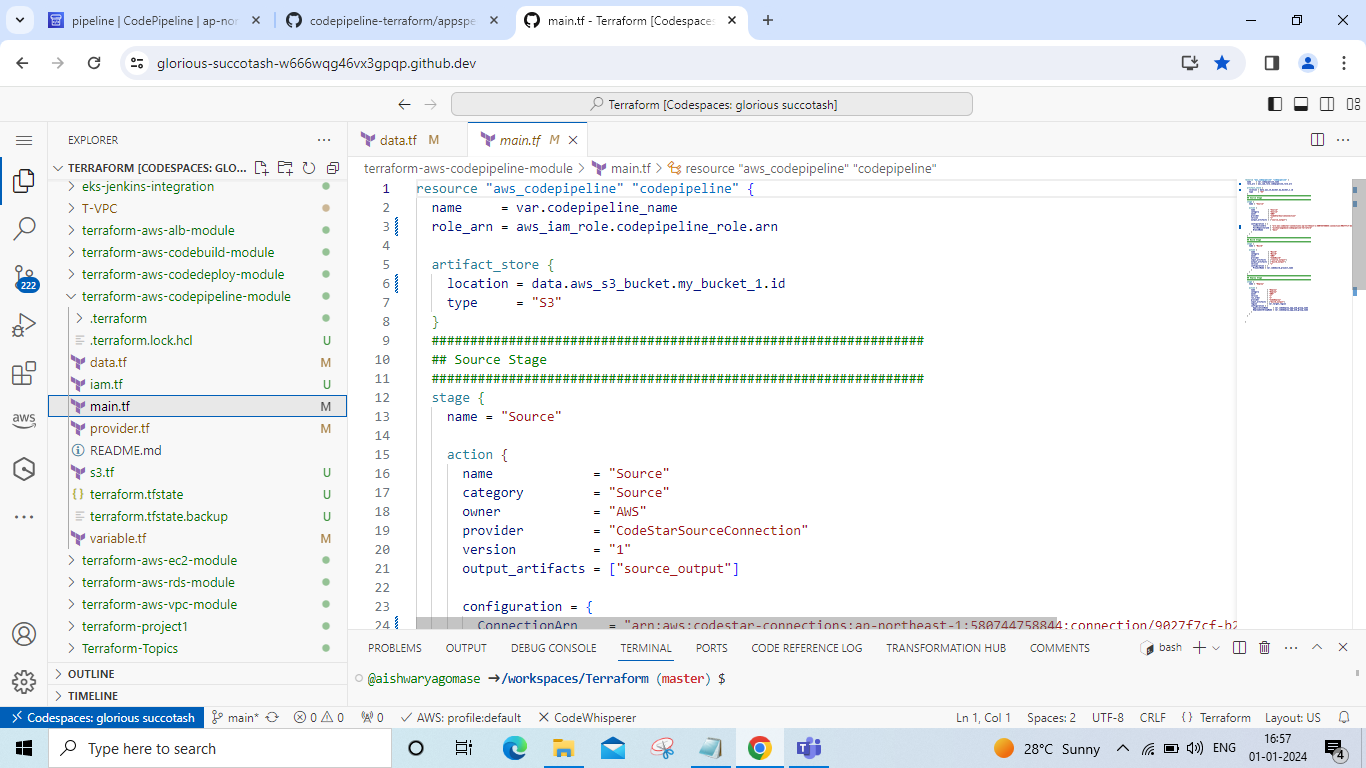 pipeline | CodePipeline | ap-nor
codepipeline-terraform/appspe
main.tf - Terraform [Codespaces
glorious-succotash-w666wqg46vx3gpqp.github.dev
Terraform [Codespaces: glorious succotash]
EXPLORER
TERRAFORM [CODESPACES: GLO...
eks-jenkins-integration
T-VPC
terraform-aws-alb-module
terraform-aws-codebuild-module
terraform-aws-codedeploy-module
terraform-aws-codepipeline-module
.terraform
.terraform.lock.hcl U
data.tf M
iam.tf U
main.tf M
provider.tf M
README.md
s3.tf U
terraform.tfstate U
terraform.tfstate.backup U
variable.tf M
terraform-aws-ec2-module
terraform-aws-rds-module
terraform-aws-vpc-module
terraform-project1
Terraform-Topics
OUTLINE
TIMELINE
222
aws
data.tf M
main.tf M
terraform-aws-codepipeline-module > main.tf > resource "aws_codepipeline" "codepipeline"
1 resource "aws_codepipeline" "codepipeline" {
2 name = var.codepipeline_name
3 role_arn = aws_iam_role.codepipeline_role.arn
4
5 artifact_store {
6 location = data.aws_s3_bucket.my_bucket_1.id
7 type = "S3"
8 }
9 ################################################################
10 ## Source Stage
11 ################################################################
12 stage {
13 name = "Source"
14
15 action {
16 name = "Source"
17 category = "Source"
18 owner = "AWS"
19 provider = "CodeStarSourceConnection"
20 version = "1"
21 output_artifacts = ["source_output"]
22
23 configuration = {
24 ConnectionArn = "arn:aws:codestar-connections:ap-northeast-1:580744758844:connection/9027f7cf-b2
PROBLEMS OUTPUT DEBUG CONSOLE TERMINAL PORTS CODE REFERENCE LOG TRANSFORMATION HUB COMMENTS
bash
@aishwaryagomase ➜/workspaces/Terraform (master) $
Codespaces: glorious succotash main* 0 0 0 AWS: profile:default CodeWhisperer
Ln 1, Col 1 Spaces: 2 UTF-8 CRLF {} Terraform Layout: US
Type here to search
28°C Sunny
ENG
16:57
01-01-2024
4